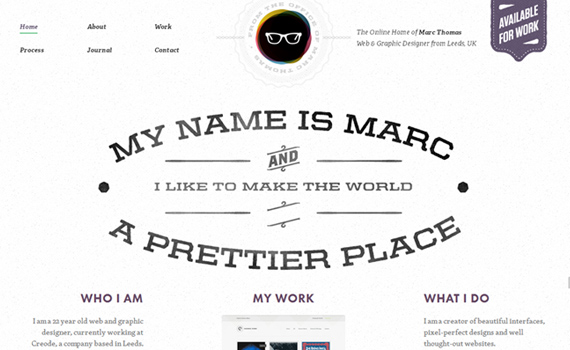 Home About Work
Process Journal Contact
FROM THE OFFICE OF MARC THOMAS
The Online Home of Marc Thomas
Web & Graphic Designer from Leeds, UK
AVAILABLE
FOR WORK
MY NAME IS MARC
AND
I LIKE TO MAKE THE WORLD
A PRETTIER PLACE
WHO I AM
I am a 22 year old web and graphic
designer, currently working at
Creode, a company based in Leeds.
MY WORK
WHAT I DO
I am a creator of beautiful interfaces,
pixel-perfect designs and well
thought-out websites.